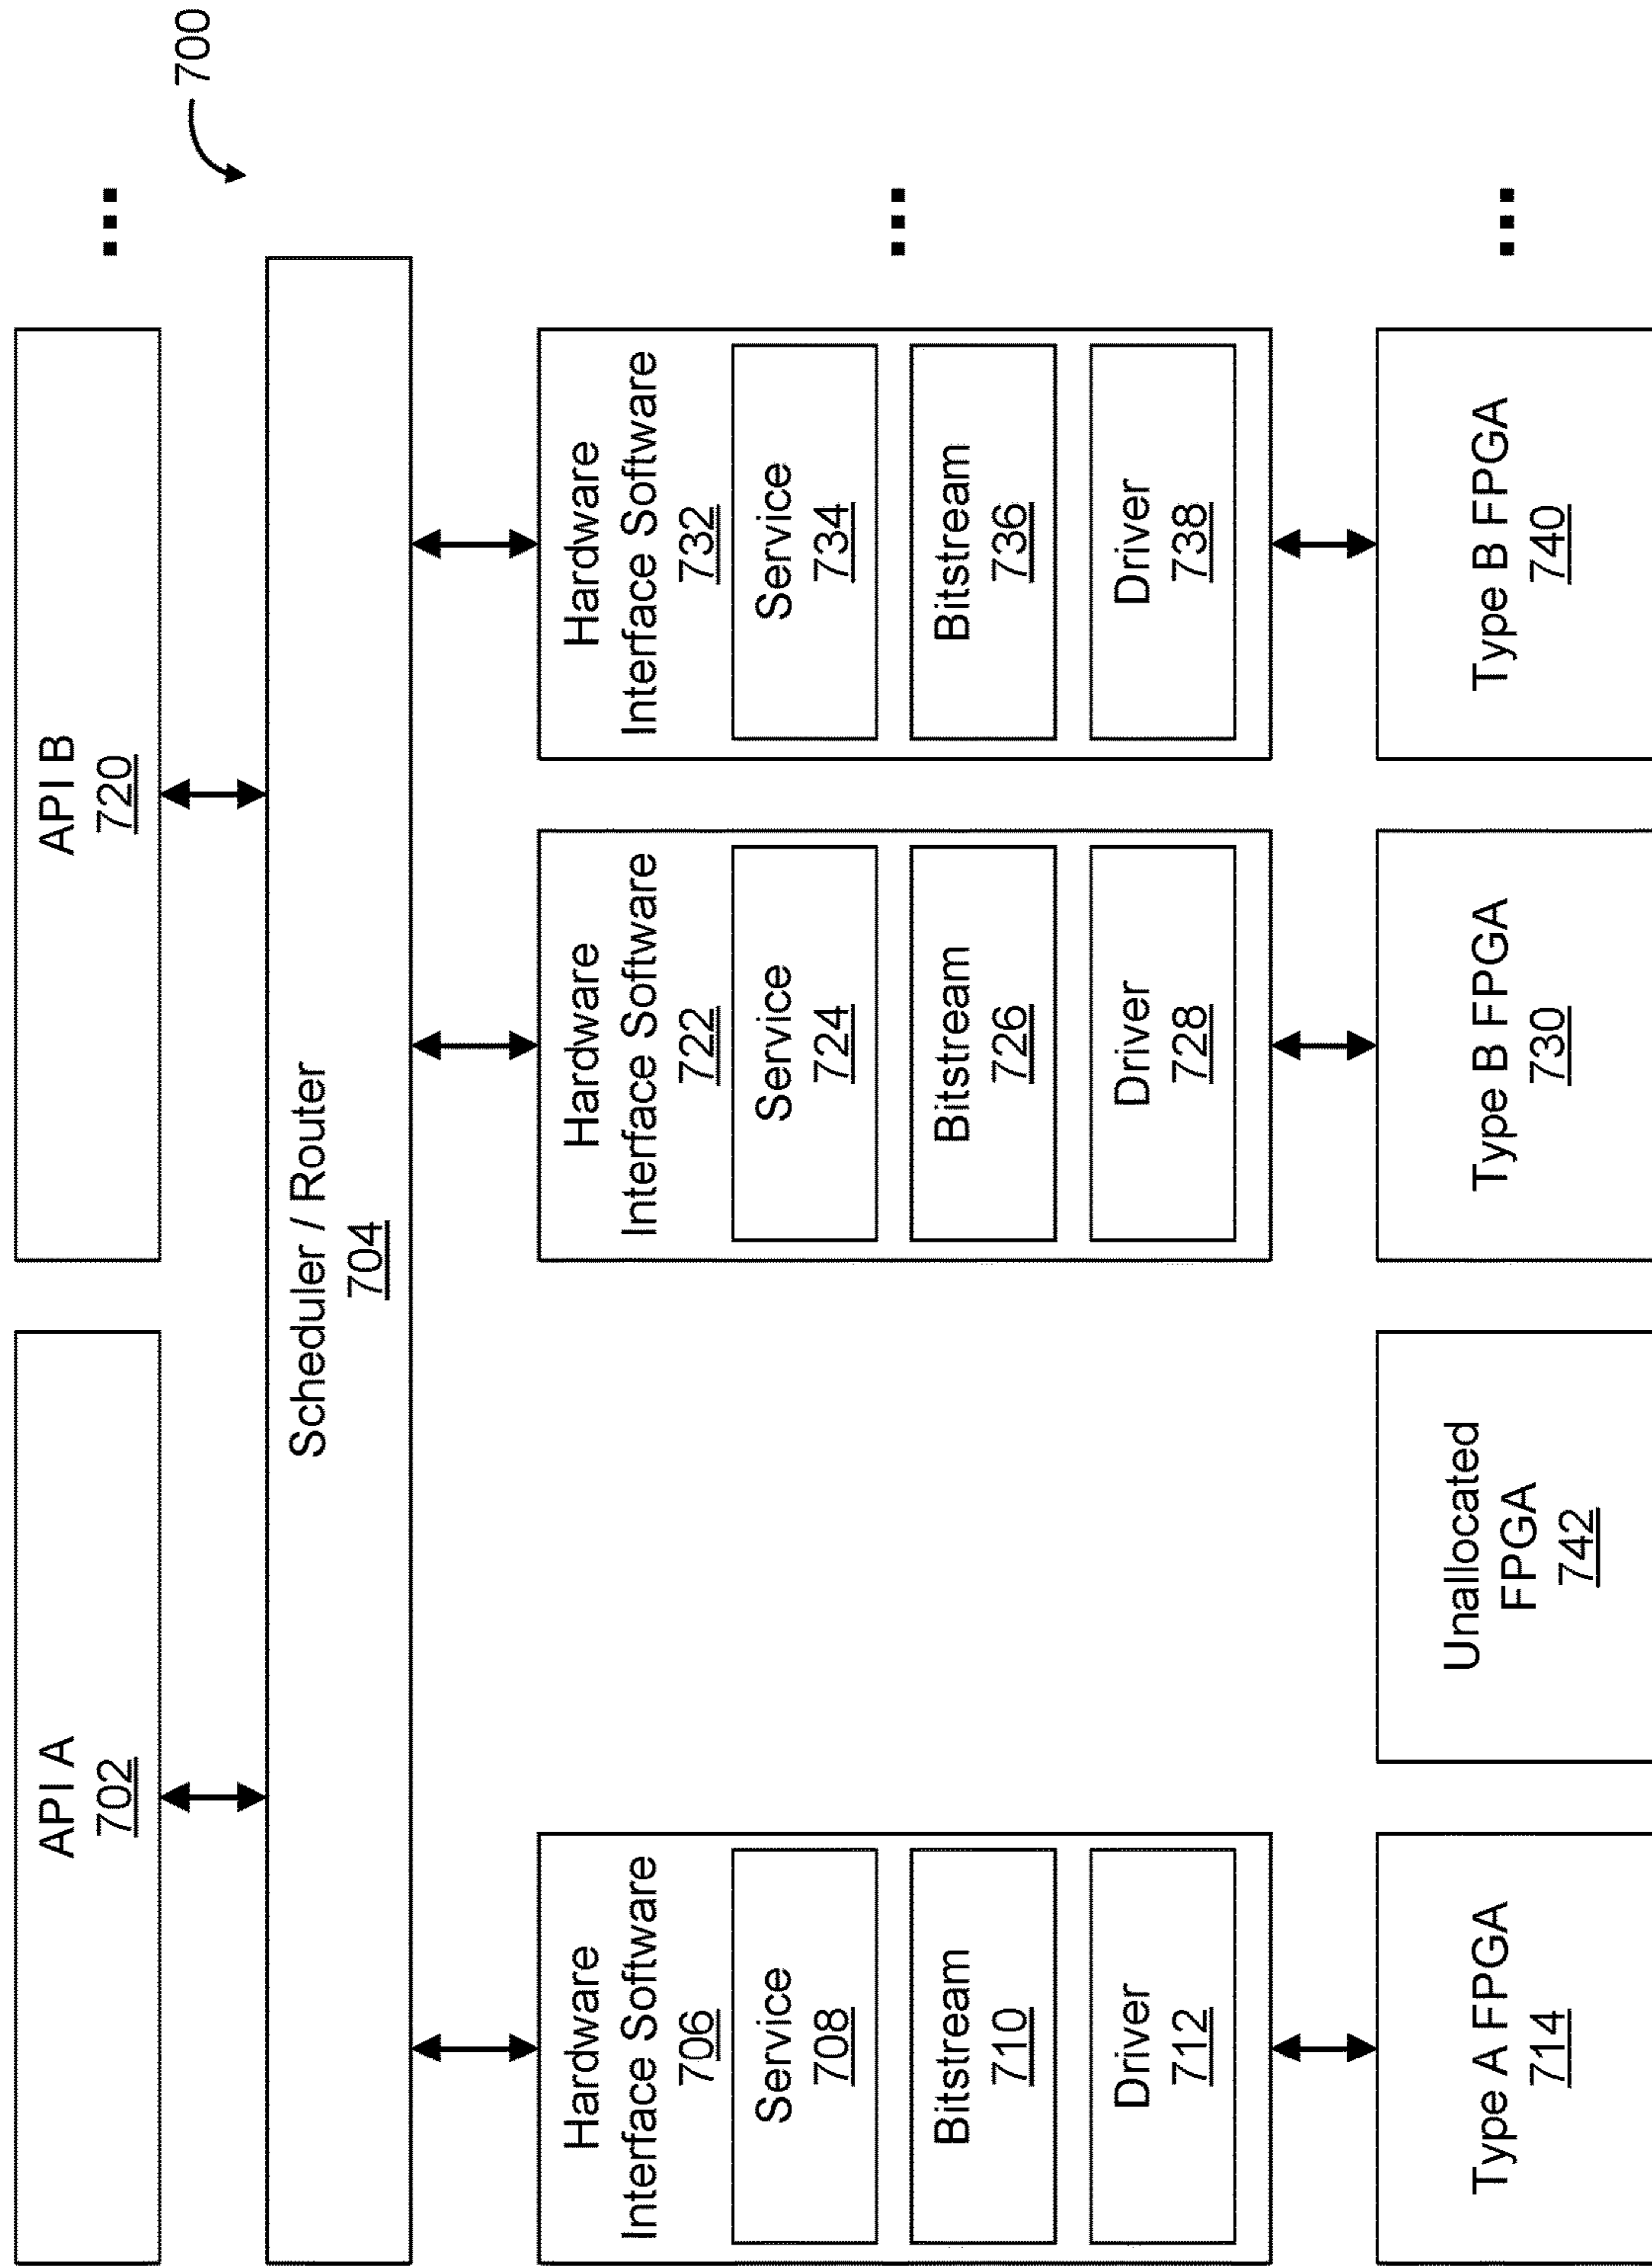 700
API A
702
API B
720
...
Scheduler / Router
704
Hardware
Interface Software
706
Service
708
Bitstream
710
Driver
712
Hardware
Interface Software
722
Service
724
Bitstream
726
Driver
728
Hardware
Interface Software
732
Service
734
Bitstream
736
Driver
738
...
Type A FPGA
714
Unallocated
FPGA
742
Type B FPGA
730
Type B FPGA
740
...